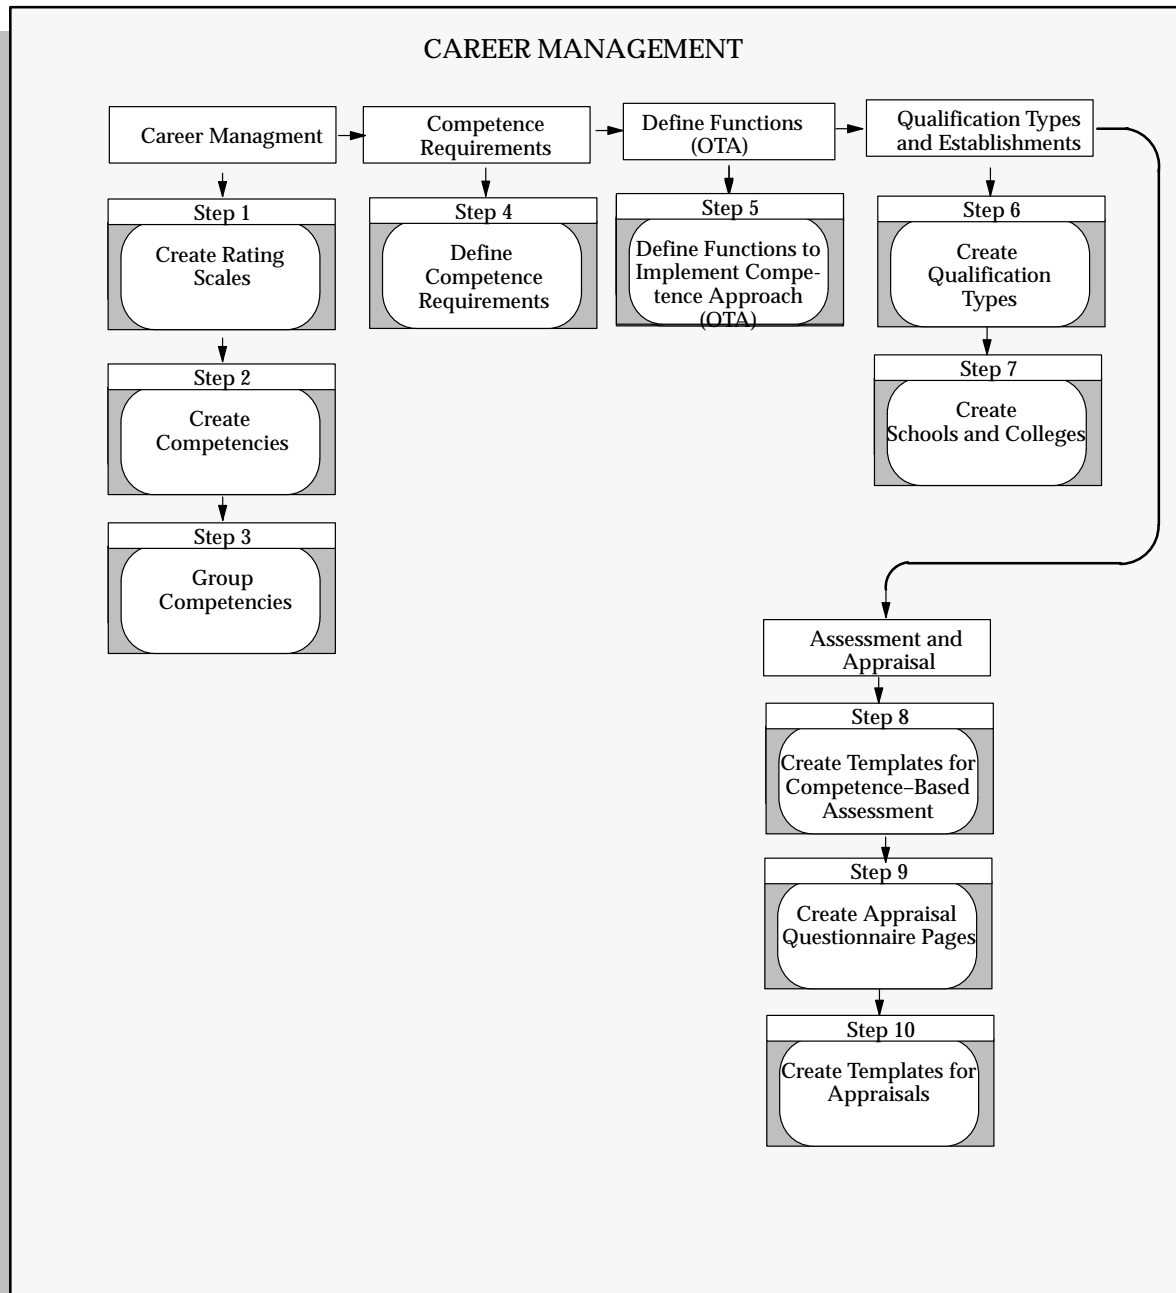 CAREER MANAGEMENT
Career Managment
Competence
Requirements
Define Functions
(OTA)
Qualification Types
and Establishments
Step 1
Create Rating
Scales
Step 2
Create
Competencies
Step 3
Group
Competencies
Step 4
Define
Competence
Requirements
Step 5
Define Functions to
Implement Compe-
tence Approach
(OTA)
Step 6
Create
Qualification
Types
Step 7
Create
Schools and Colleges
Assessment and
Appraisal
Step 8
Create Templates for
Competence–Based
Assessment
Step 9
Create Appraisal
Questionnaire Pages
Step 10
Create Templates for
Appraisals